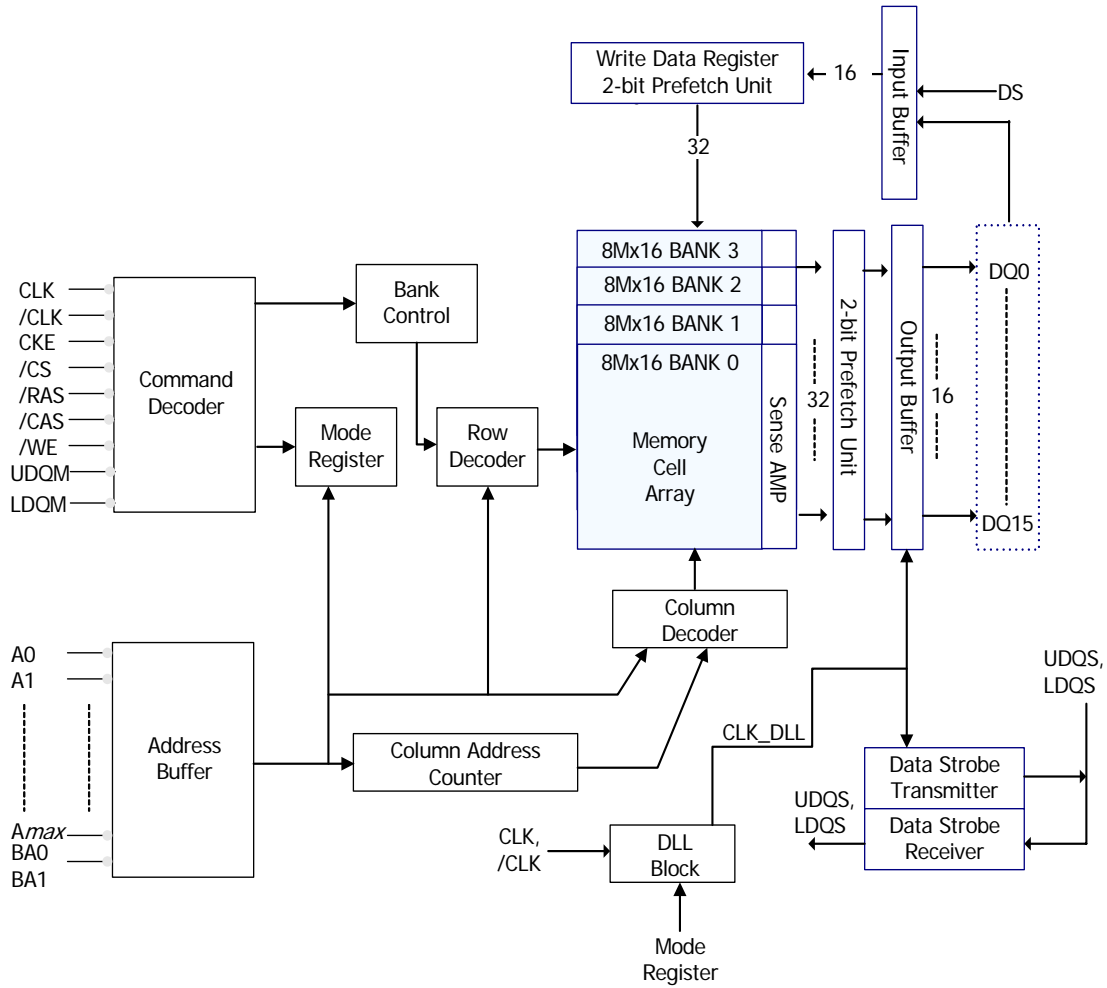 Write Data Register
2-bit Prefetch Unit
16
Input Buffer
DS
32
8Mx16 BANK 3
8Mx16 BANK 2
8Mx16 BANK 1
8Mx16 BANK 0
Memory
Cell
Array
Sense AMP
32
2-bit Prefetch Unit
Output Buffer
16
DQ0
DQ15
CLK
/CLK
CKE
/CS
/RAS
/CAS
/WE
UDQM
LDQM
Command
Decoder
Bank
Control
Mode
Register
Row
Decoder
Column
Decoder
A0
A1
Amax
BA0
BA1
Address
Buffer
Column Address
Counter
CLK_DLL
CLK,
/CLK
DLL
Block
Mode
Register
UDQS,
LDQS
Data Strobe
Transmitter
Data Strobe
Receiver
UDQS,
LDQS